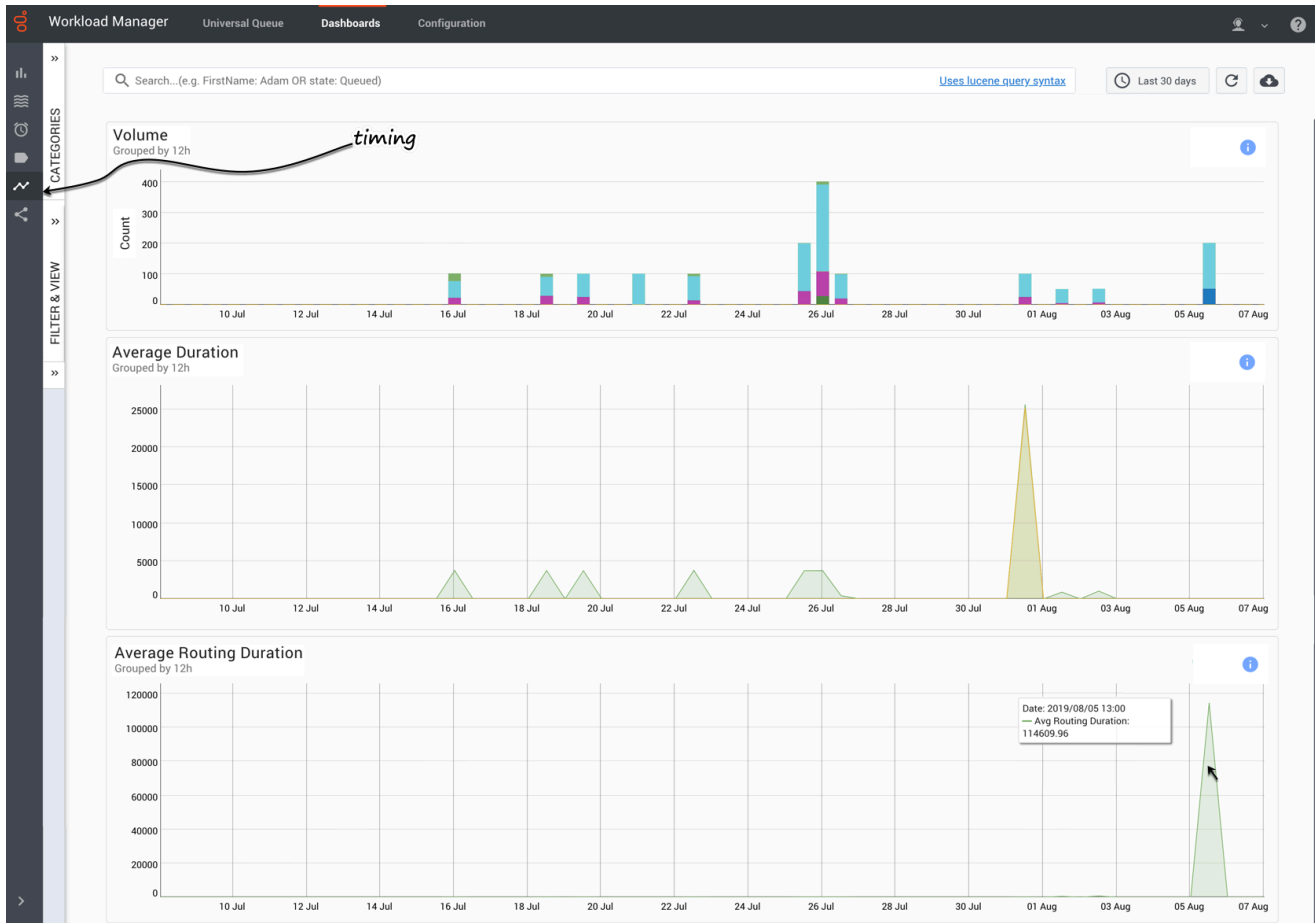 Workload Manager Universal Queue Dashboards Configuration
Search...(e.g. FirstName: Adam OR state: Queued) Uses lucene query syntax Last 30 days
CATEGORIES
FILTER & VIEW
timing
Volume
Grouped by 12h
Count
400
300
200
100
0
10 Jul 12 Jul 14 Jul 16 Jul 18 Jul 20 Jul 22 Jul 24 Jul 26 Jul 28 Jul 30 Jul 01 Aug 03 Aug 05 Aug 07 Aug
Average Duration
Grouped by 12h
25000
20000
15000
10000
5000
0
10 Jul 12 Jul 14 Jul 16 Jul 18 Jul 20 Jul 22 Jul 24 Jul 26 Jul 28 Jul 30 Jul 01 Aug 03 Aug 05 Aug 07 Aug
Average Routing Duration
Grouped by 12h
120000
100000
80000
60000
40000
20000
0
Date: 2019/08/05 13:00
Avg Routing Duration:
114609.96
10 Jul 12 Jul 14 Jul 16 Jul 18 Jul 20 Jul 22 Jul 24 Jul 26 Jul 28 Jul 30 Jul 01 Aug 03 Aug 05 Aug 07 Aug